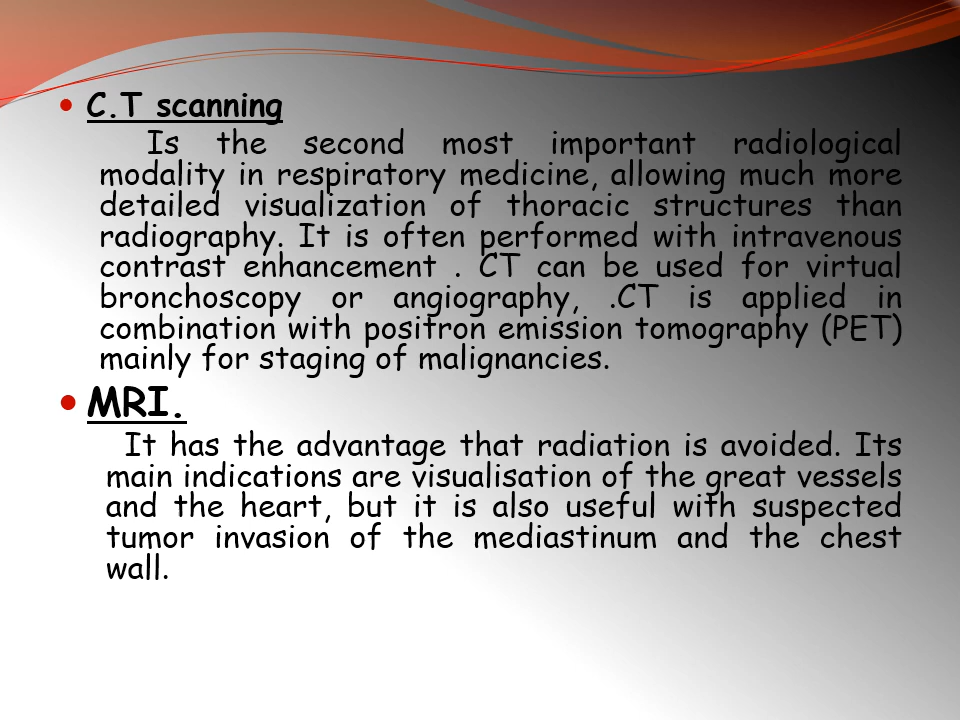 C.T scanning
Is the second most important radiological
modality in respiratory medicine, allowing much more
detailed visualization of thoracic structures than
radiography. It is often performed with intravenous
contrast enhancement . CT can be used for virtual
bronchoscopy or angiography, .CT is applied in
combination with positron emission tomography (PET)
mainly for staging of malignancies.
MRI.
It has the advantage that radiation is avoided. Its
main indications are visualisation of the great vessels
and the heart, but it is also useful with suspected
tumor invasion of the mediastinum and the chest
wall.